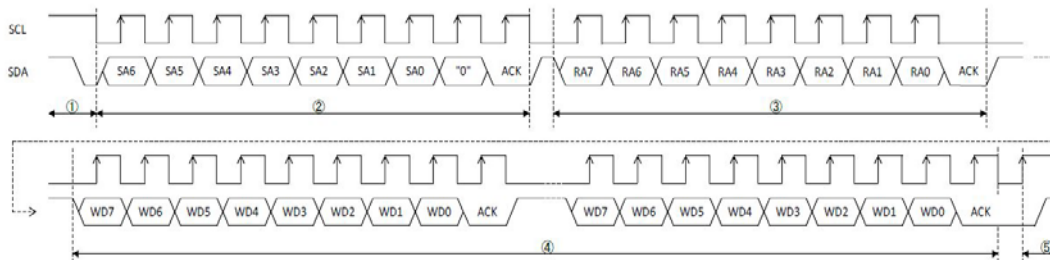 SCL
SDA SA6 SA5 SA4 SA3 SA2 SA1 SA0 "0" ACK RA7 RA6 RA5 RA4 RA3 RA2 RA1 RA0 ACK
① ② ③
WD7 WD6 WD5 WD4 WD3 WD2 WD1 WD0 ACK WD7 WD6 WD5 WD4 WD3 WD2 WD1 WD0 ACK
④ ⑤